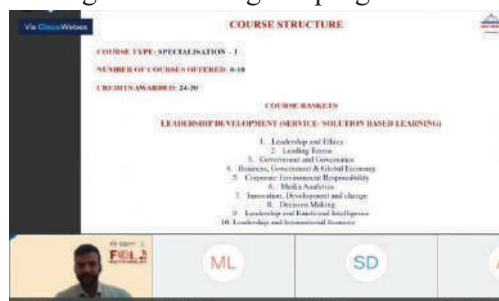 Via CiscoWebex
COURSE STRUCTURE
COURSE TYPE: SPECIALISATION – I
NUMBER OF COURSES OFFERED: 8-10
CREDITS AWARDED: 24-30
COURSE BASKETS
LEADERSHIP DEVELOPMENT (SERVICE- SOLUTION BASED LEARNING)
1. Leadership and Ethics
2. Leading Teams
3. Government and Governance
4. Business, Government & Global Economy
5. Corporate Environment Responsibility
6. Media Analytics
7. Innovation, Development and change
8. Decision Making
9. Leadership and Emotional Intelligence
10. Leadership and International Scenario
ML
SD